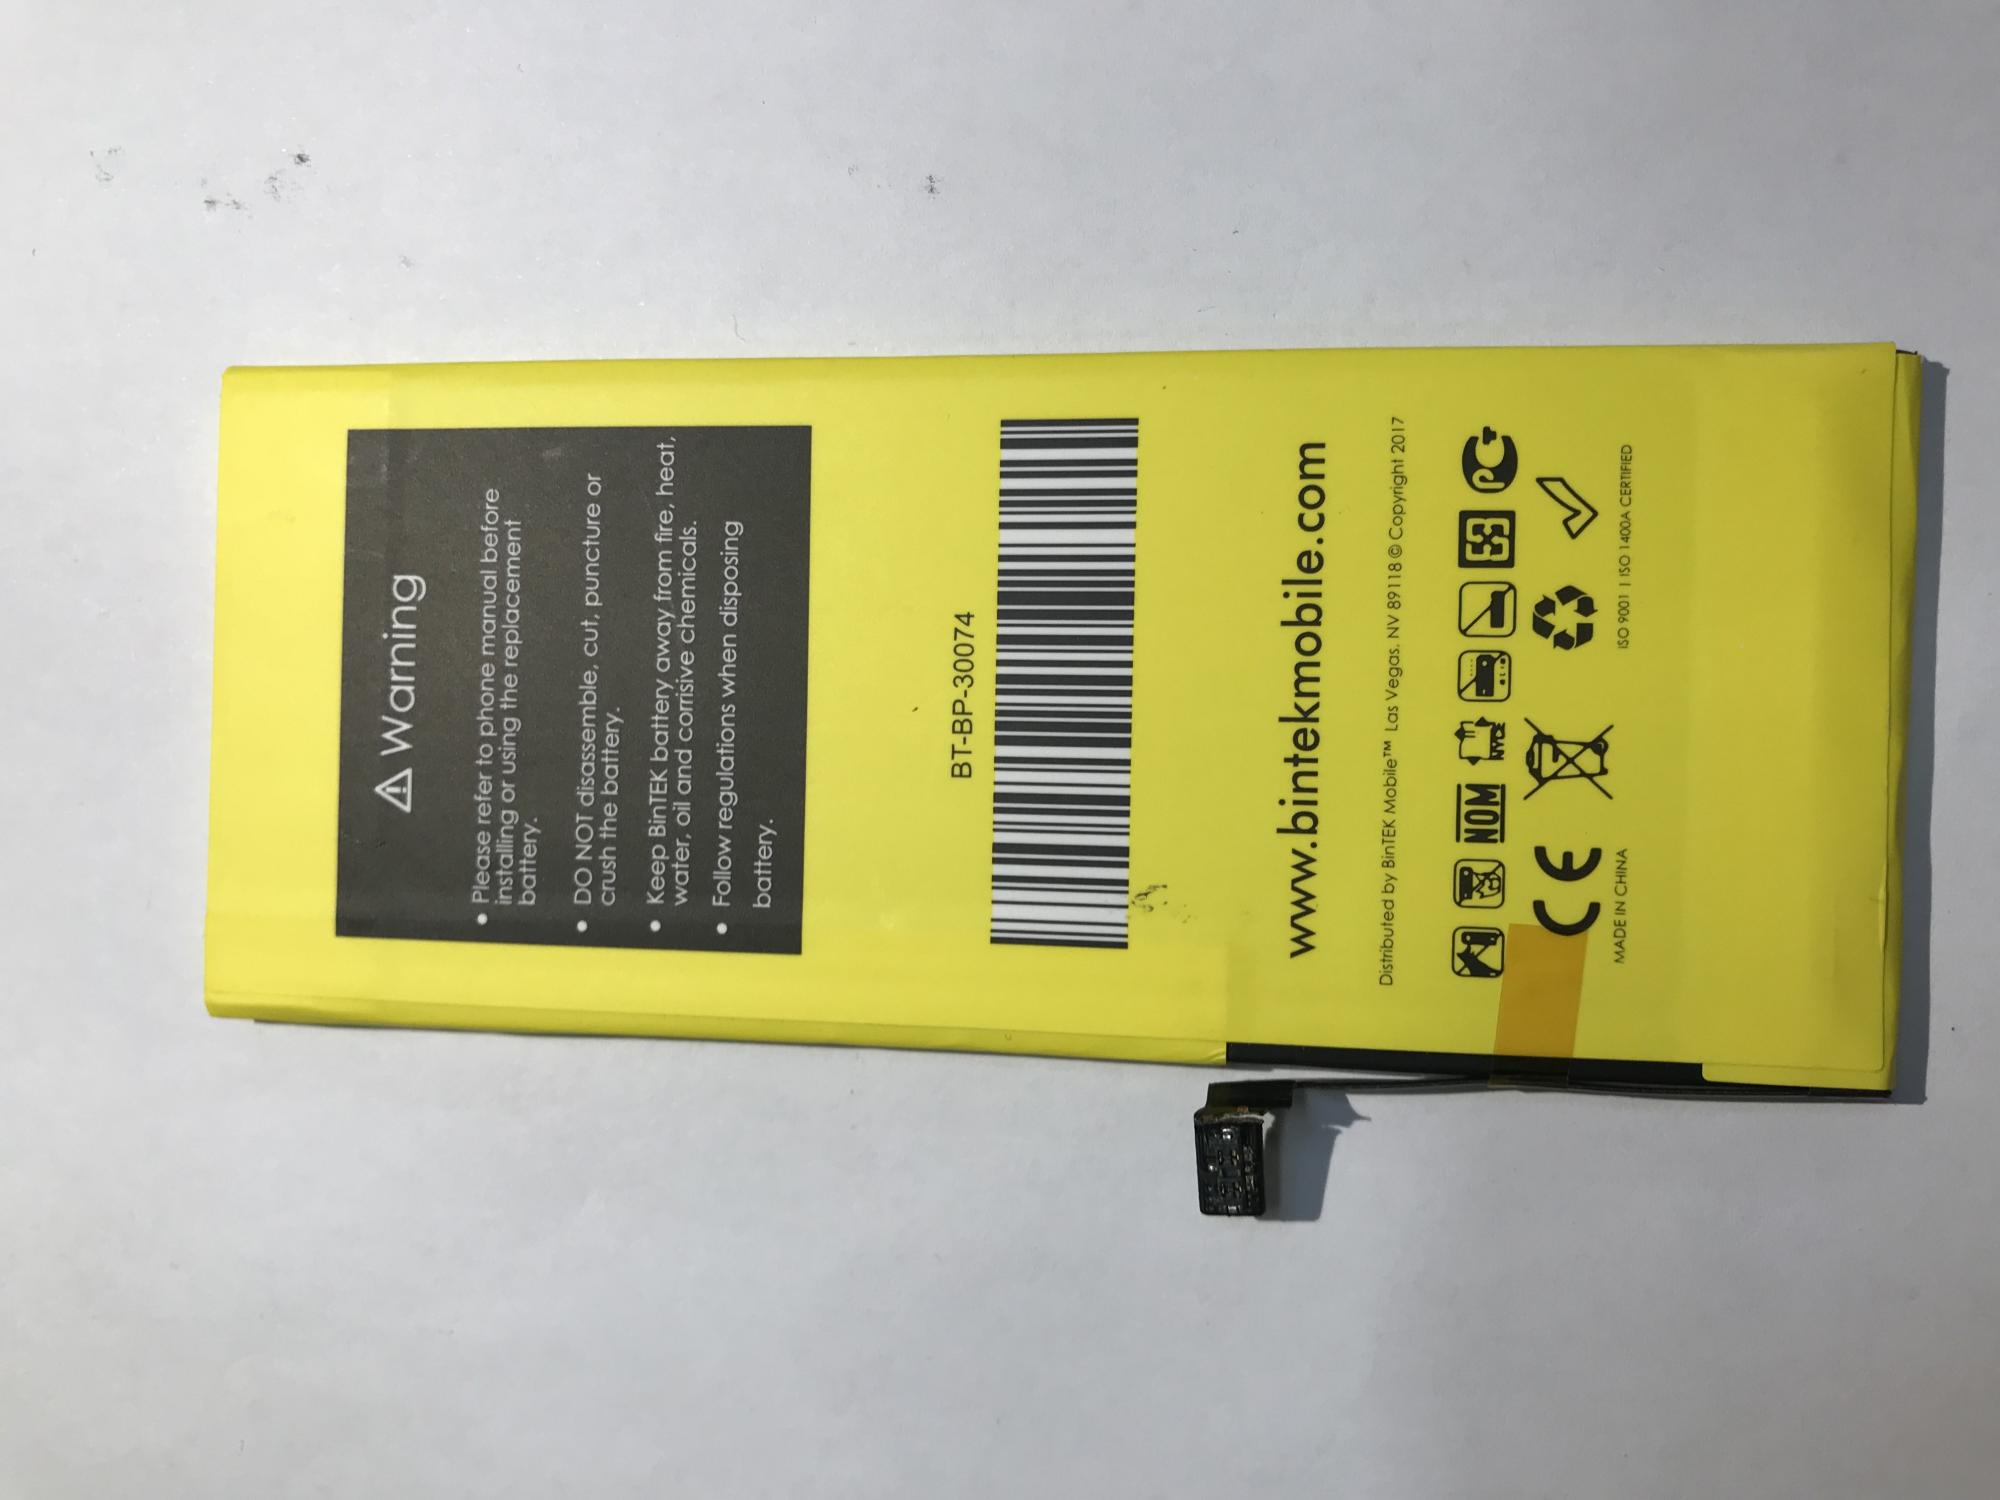 Warning
• Please refer to phone manual before
installing or using the replacement
battery.
• DO NOT disassemble, cut, puncture or
crush the battery.
• Keep BinTEK battery away from fire, heat,
water, oil and corrisive chemicals.
• Follow regulations when disposing
battery.
BT-BP-30074
www.bintekmobile.com
Distributed by BinTEK Mobile™ Las Vegas. NV 89118 © Copyright 2017
NOM NYCE PC
CE
MADE IN CHINA ISO 9001 | ISO 1400A CERTIFIED